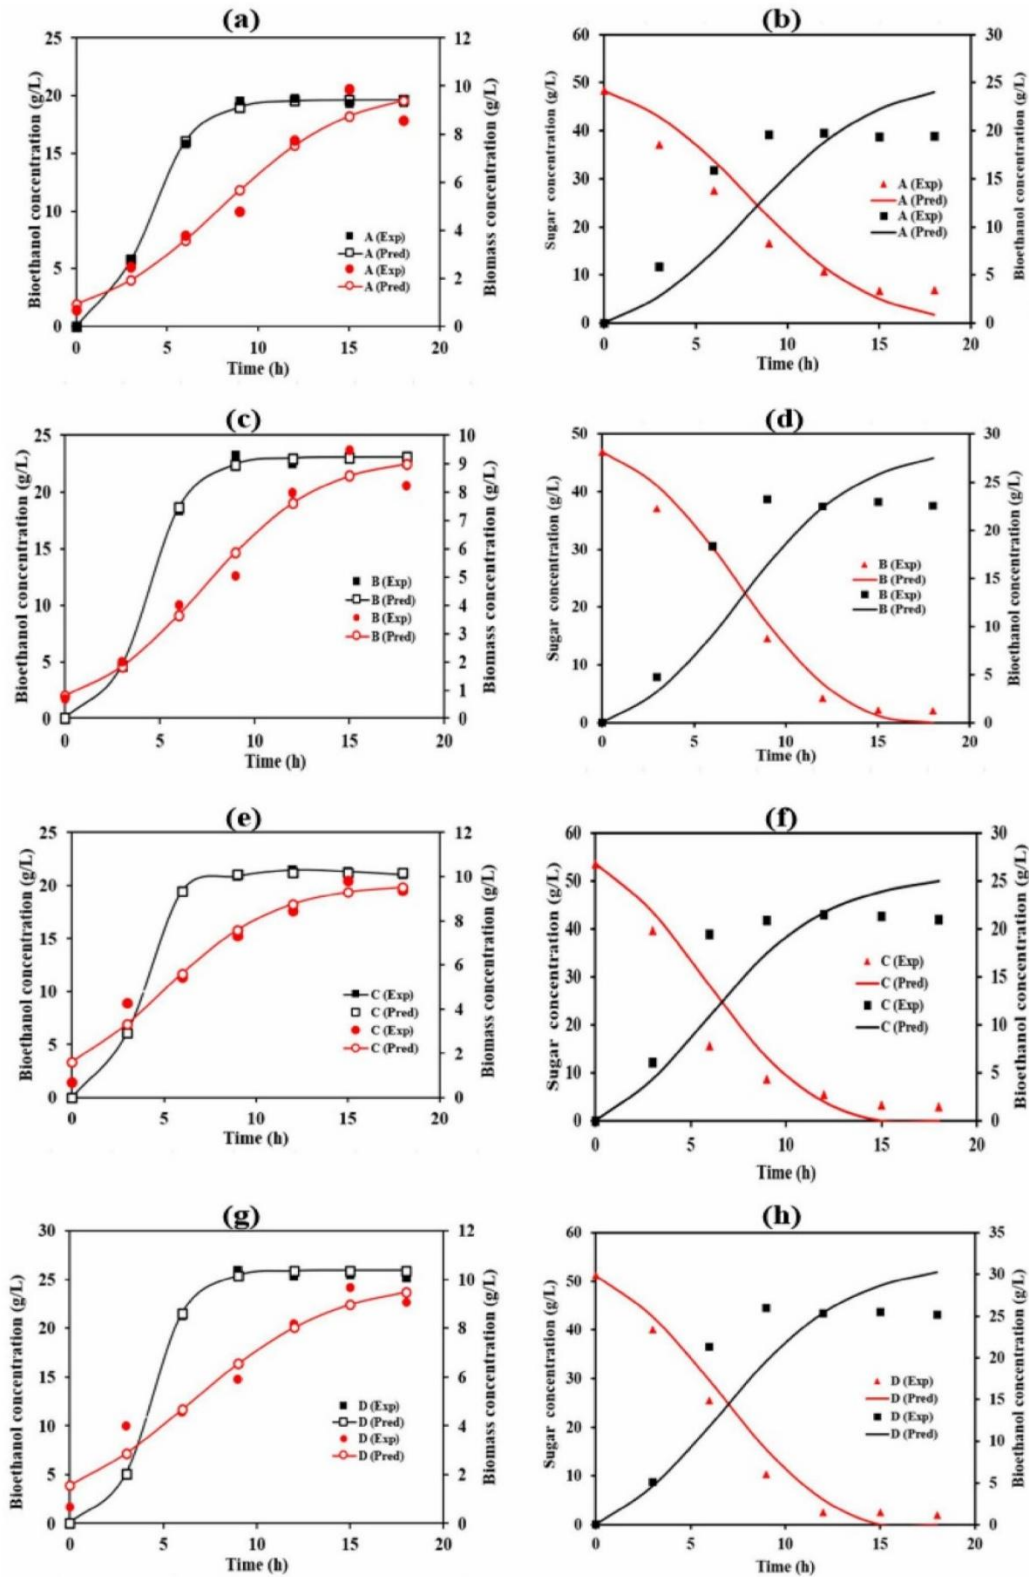 (a)
Bioethanol concentration (g/L)
25
20
15
10
5
0
12
10
8
6
4
2
0
Biomass concentration (g/L)
A (Exp)
A (Pred)
A (Exp)
A (Pred)
0 5 10 15 20
Time (h)
(b)
Sugar concentration (g/L)
60
50
40
30
20
10
0
30
25
20
15
10
5
0
Bioethanol concentration (g/L)
A (Exp)
A (Pred)
A (Exp)
A (Pred)
0 5 10 15 20
Time (h)
(c)
Bioethanol concentration (g/L)
25
20
15
10
5
0
10
9
8
7
6
5
4
3
2
1
0
Biomass concentration (g/L)
B (Exp)
B (Pred)
B (Exp)
B (Pred)
0 5 10 15 20
Time (h)
(d)
Sugar concentration (g/L)
50
40
30
20
10
0
30
25
20
15
10
5
0
Bioethanol concentration (g/L)
B (Exp)
B (Pred)
B (Exp)
B (Pred)
0 5 10 15 20
Time (h)
(e)
Bioethanol concentration (g/L)
25
20
15
10
5
0
12
10
8
6
4
2
0
Biomass concentration (g/L)
C (Exp)
C (Pred)
C (Exp)
C (Pred)
0 5 10 15 20
Time (h)
(f)
Sugar concentration (g/L)
60
50
40
30
20
10
0
30
25
20
15
10
5
0
Bioethanol concentration (g/L)
C (Exp)
C (Pred)
C (Exp)
C (Pred)
0 5 10 15 20
Time (h)
(g)
Bioethanol concentration (g/L)
30
25
20
15
10
5
0
12
10
8
6
4
2
0
Biomass concentration (g/L)
D (Exp)
D (Pred)
D (Exp)
D (Pred)
0 5 10 15 20
Time (h)
(h)
Sugar concentration (g/L)
60
50
40
30
20
10
0
35
30
25
20
15
10
5
0
Bioethanol concentration (g/L)
D (Exp)
D (Pred)
D (Exp)
D (Pred)
0 5 10 15 20
Time (h)